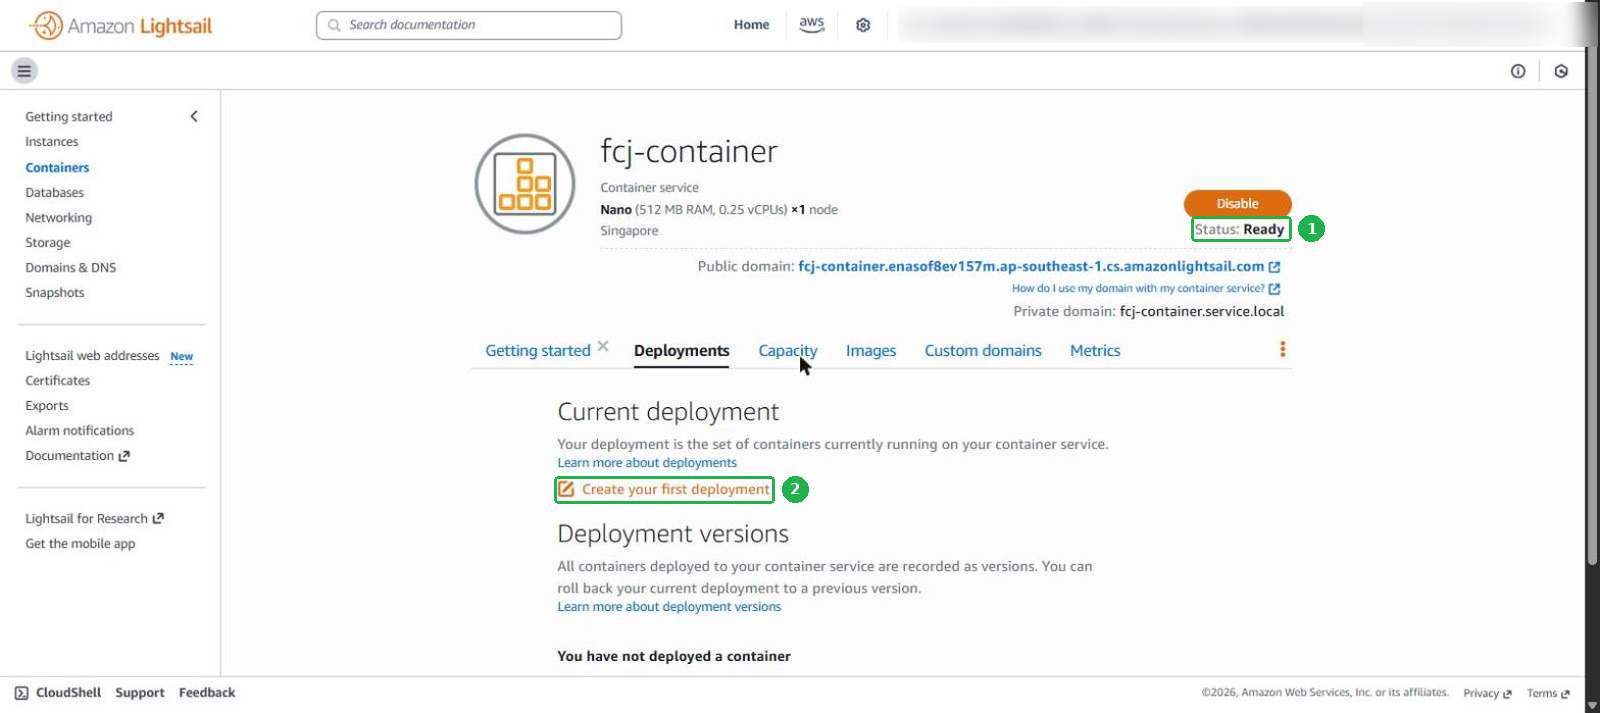 Amazon Lightsail
Search documentation
Home
aws
Getting started
Instances
Containers
Databases
Networking
Storage
Domains & DNS
Snapshots
Lightsail web addresses New
Certificates
Exports
Alarm notifications
Documentation
Lightsail for Research
Get the mobile app
fcj-container
Container service
Nano (512 MB RAM, 0.25 vCPUs) ×1 node
Singapore
Disable
Status: Ready 1
Public domain: fcj-container.enasof8ev157m.ap-southeast-1.cs.amazonlightsail.com
How do I use my domain with my container service?
Private domain: fcj-container.service.local
Getting started Deployments Capacity Images Custom domains Metrics
Current deployment
Your deployment is the set of containers currently running on your container service.
Learn more about deployments
Create your first deployment 2
Deployment versions
All containers deployed to your container service are recorded as versions. You can
roll back your current deployment to a previous version.
Learn more about deployment versions
You have not deployed a container
CloudShell Support Feedback
©2026, Amazon Web Services, Inc. or its affiliates. Privacy Terms